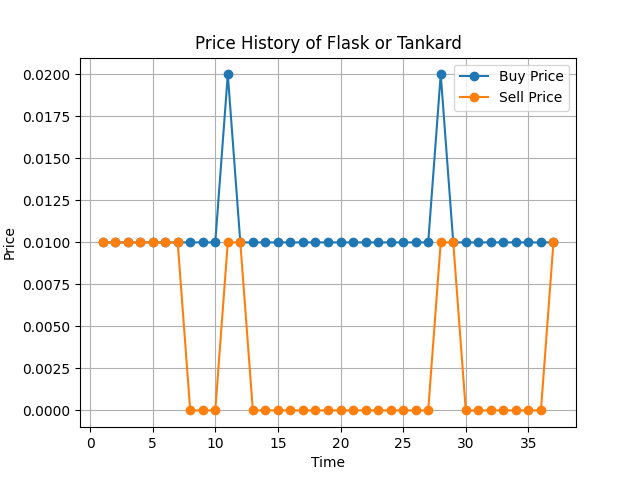 Price History of Flask or Tankard
Buy Price
Sell Price
0.0200
0.0175
0.0150
0.0125
0.0100
0.0075
0.0050
0.0025
0.0000
Price
0 5 10 15 20 25 30 35
Time